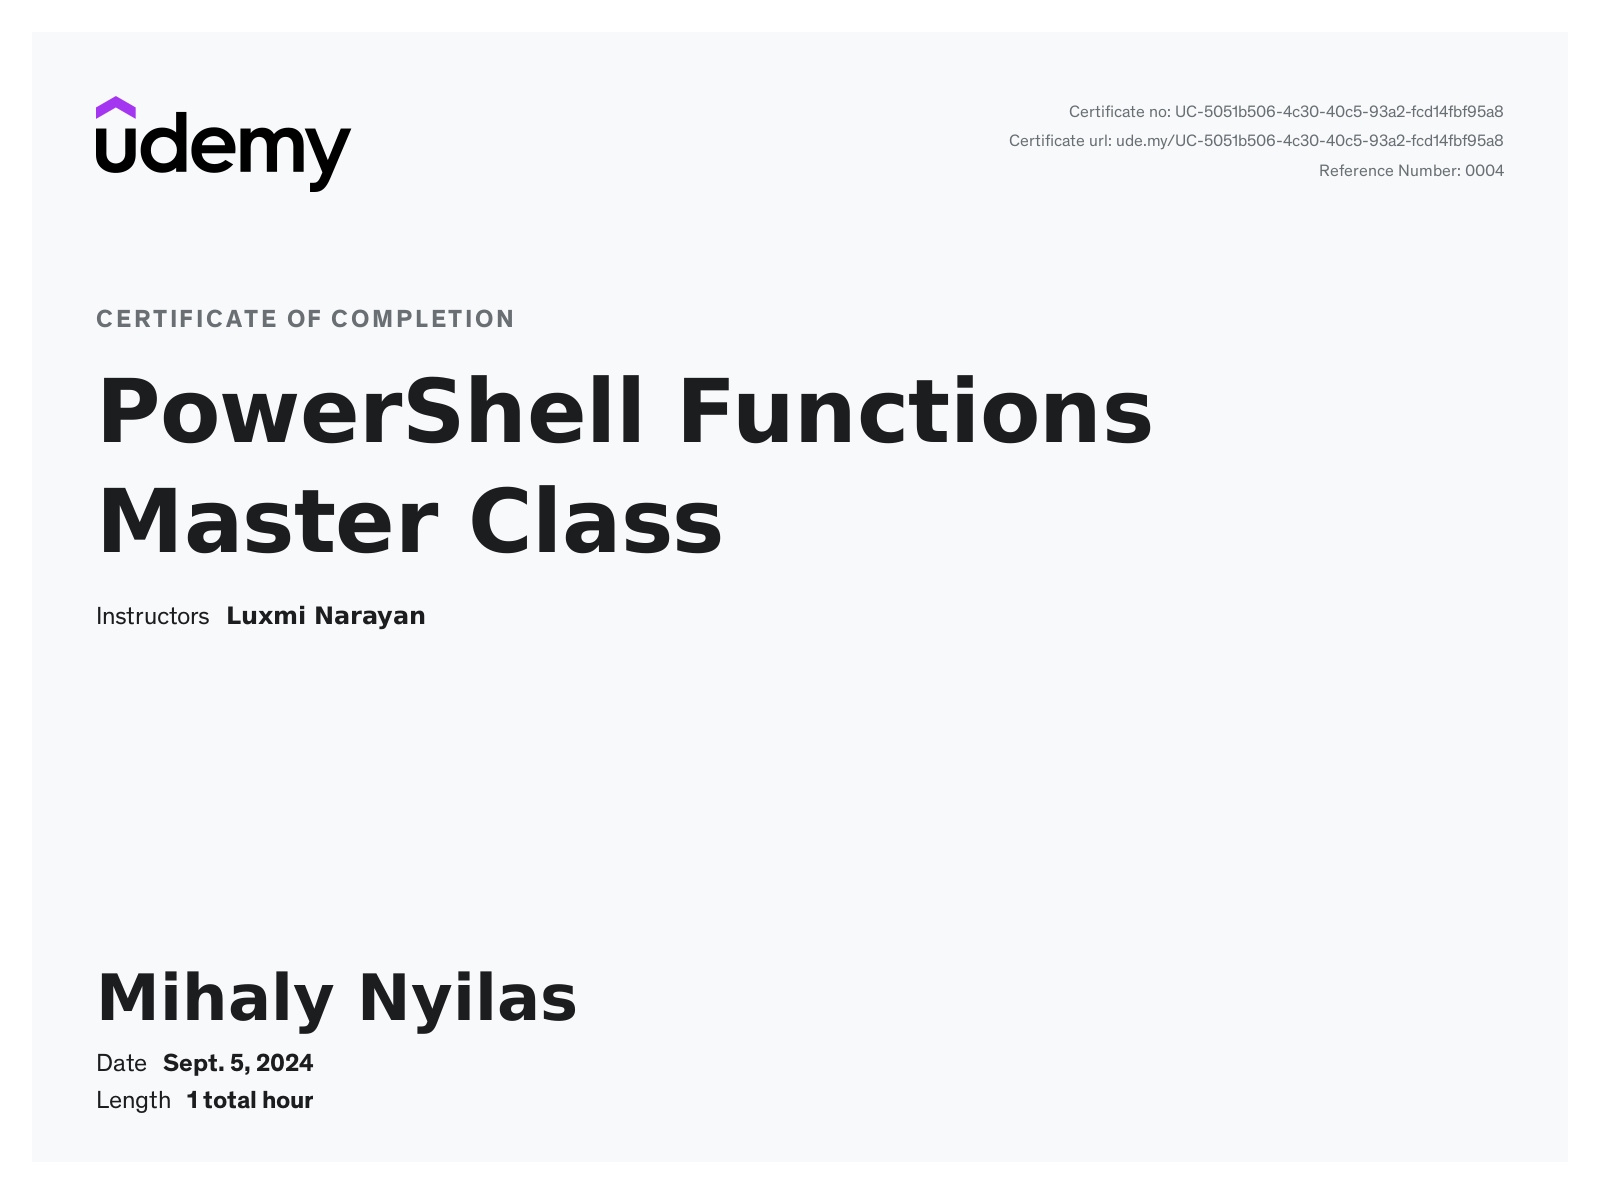 udemy
Certificate no: UC-5051b506-4c30-40c5-93a2-fcd14fbf95a8
Certificate url: ude.my/UC-5051b506-4c30-40c5-93a2-fcd14fbf95a8
Reference Number: 0004
CERTIFICATE OF COMPLETION
PowerShell Functions
Master Class
Instructors Luxmi Narayan
Mihaly Nyilas
Date Sept. 5, 2024
Length 1 total hour